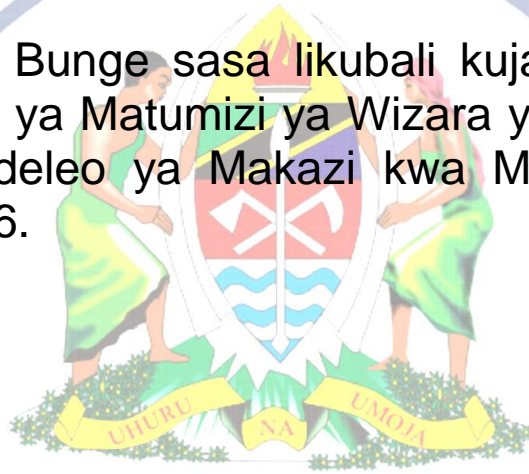 Bunge sasa likubali kuja
ya Matumizi ya Wizara y
deleo ya Makazi kwa M
6.
UHURU NA UMOJA